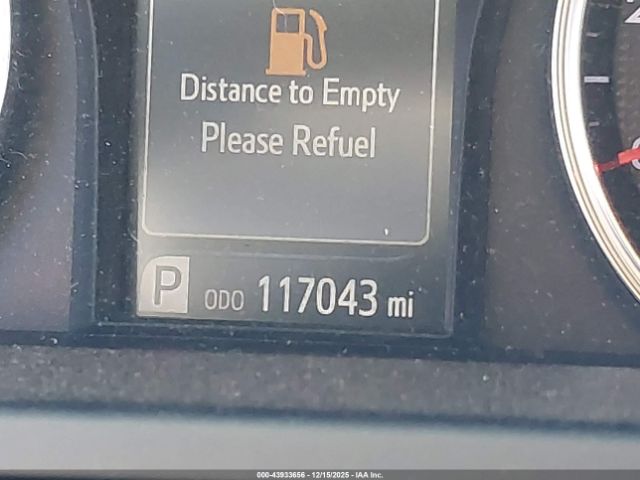 Distance to Empty
Please Refuel
P ODO 117043 mi
000-43933656 - 12/15/2025 - IAA Inc.